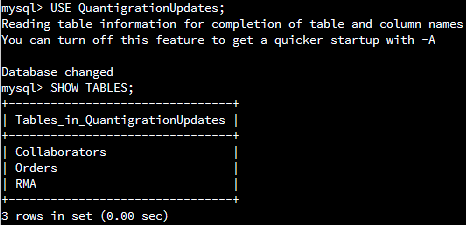 mysql> USE QuantigrationUpdates;
Reading table information for completion of table and column names
You can turn off this feature to get a quicker startup with -A

Database changed
mysql> SHOW TABLES;
+--------------------------------+
| Tables_in_QuantigrationUpdates |
+--------------------------------+
| Collaborators                  |
| Orders                         |
| RMA                            |
+--------------------------------+
3 rows in set (0.00 sec)